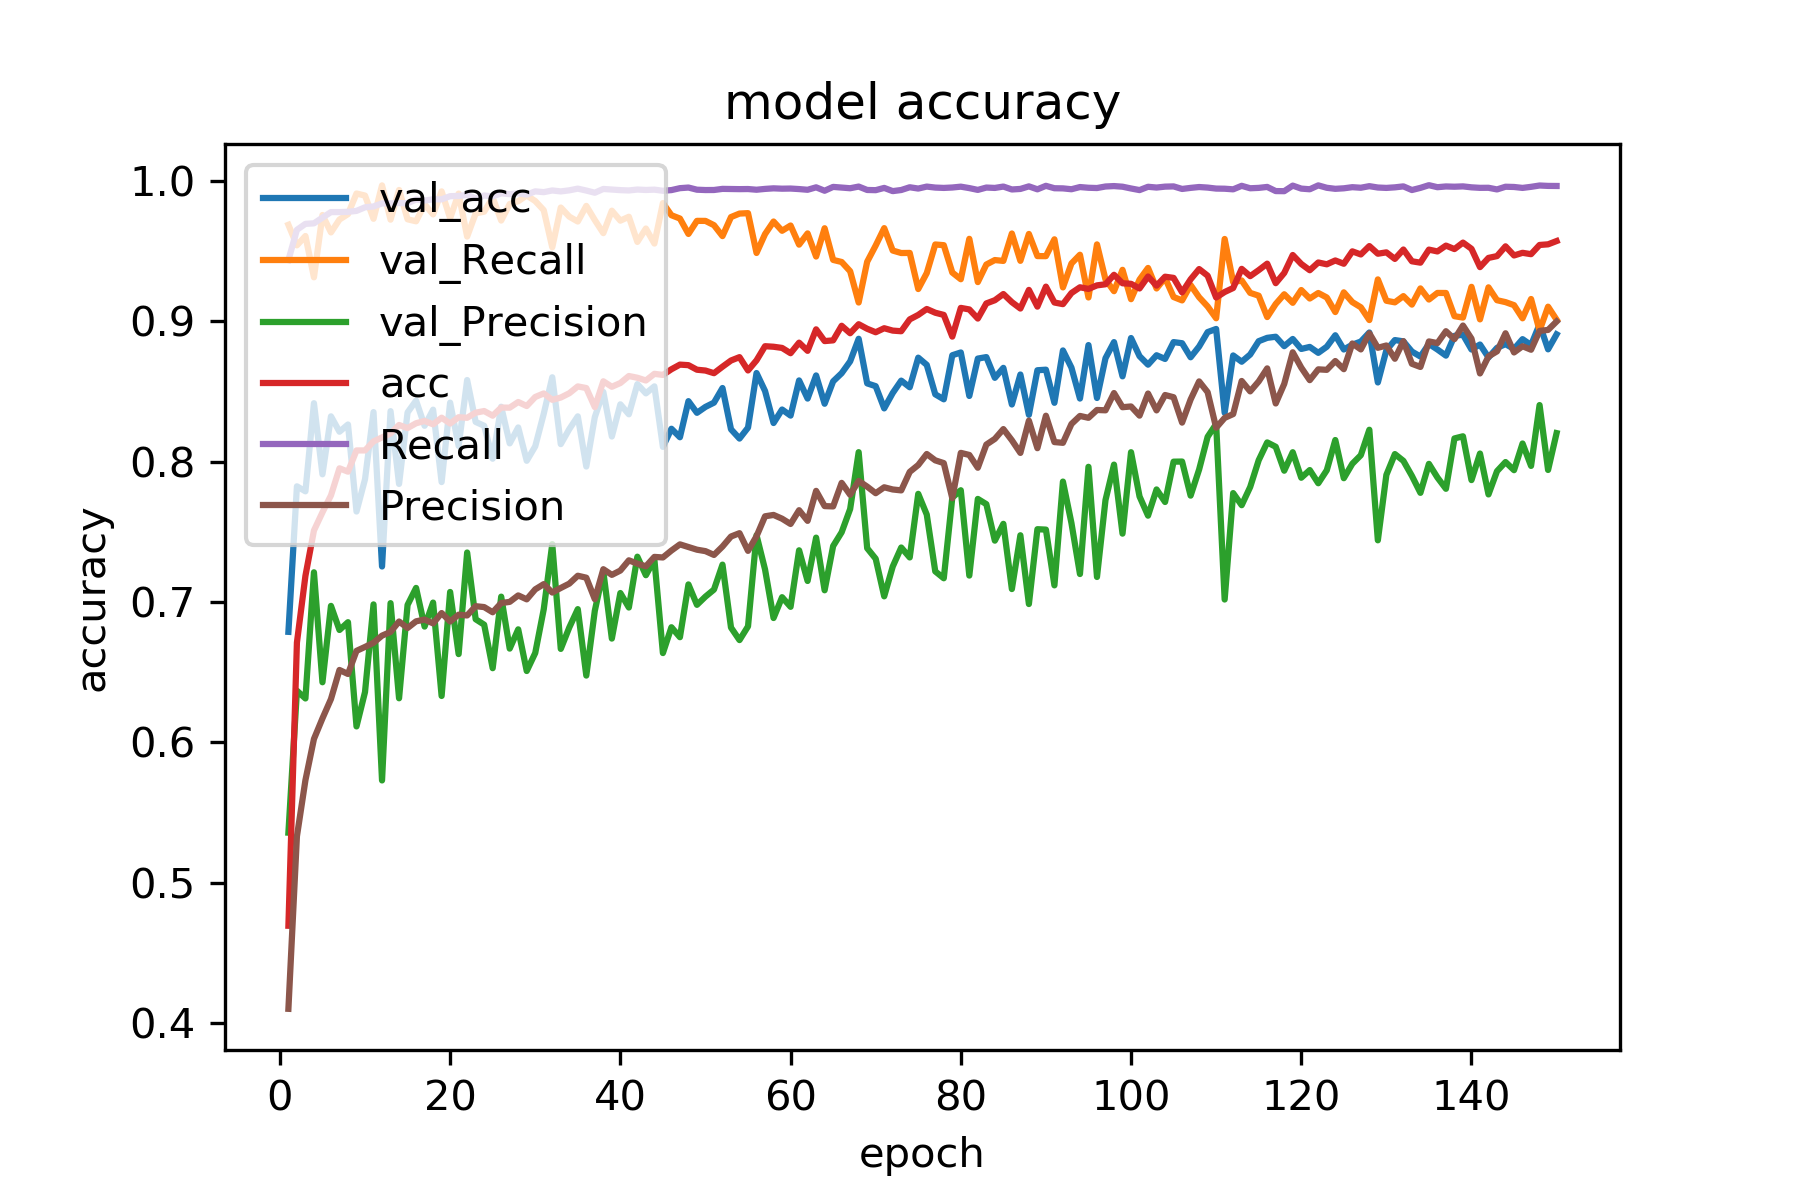 model accuracy
1.0
0.9
0.8
0.7
0.6
0.5
0.4
accuracy
val_acc
val_Recall
val_Precision
acc
Recall
Precision
0 20 40 60 80 100 120 140
epoch